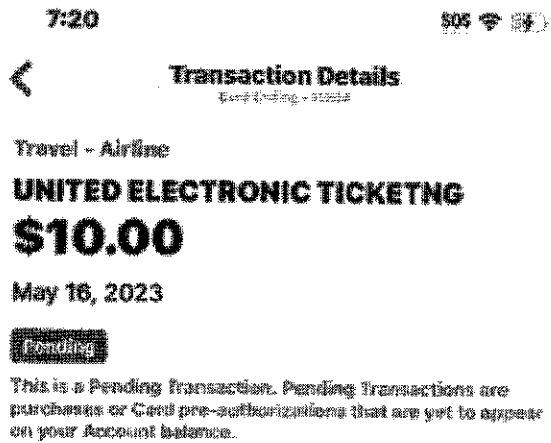 7:20
SOS
Transaction Details
Travel - Airline
UNITED ELECTRONIC TICKETNG
$10.00
May 16, 2023
Pending
This is a Pending Transaction. Pending Transactions are
purchases or Card pre-authorizations that are yet to appear
on your Account balance.